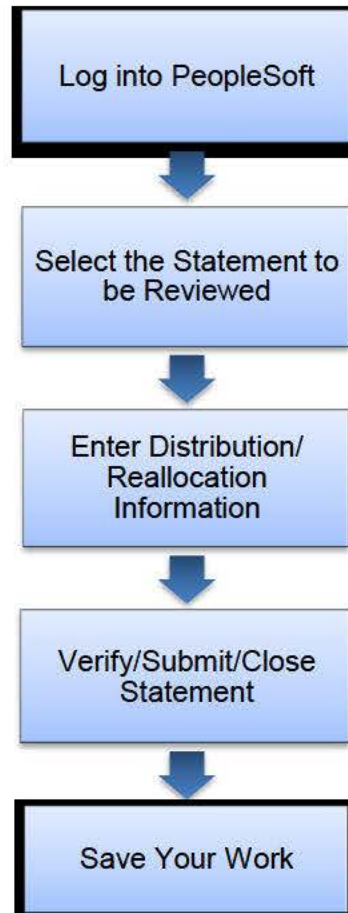 Log into PeopleSoft
Select the Statement to
be Reviewed
Enter Distribution/
Reallocation
Information
Verify/Submit/Close
Statement
Save Your Work